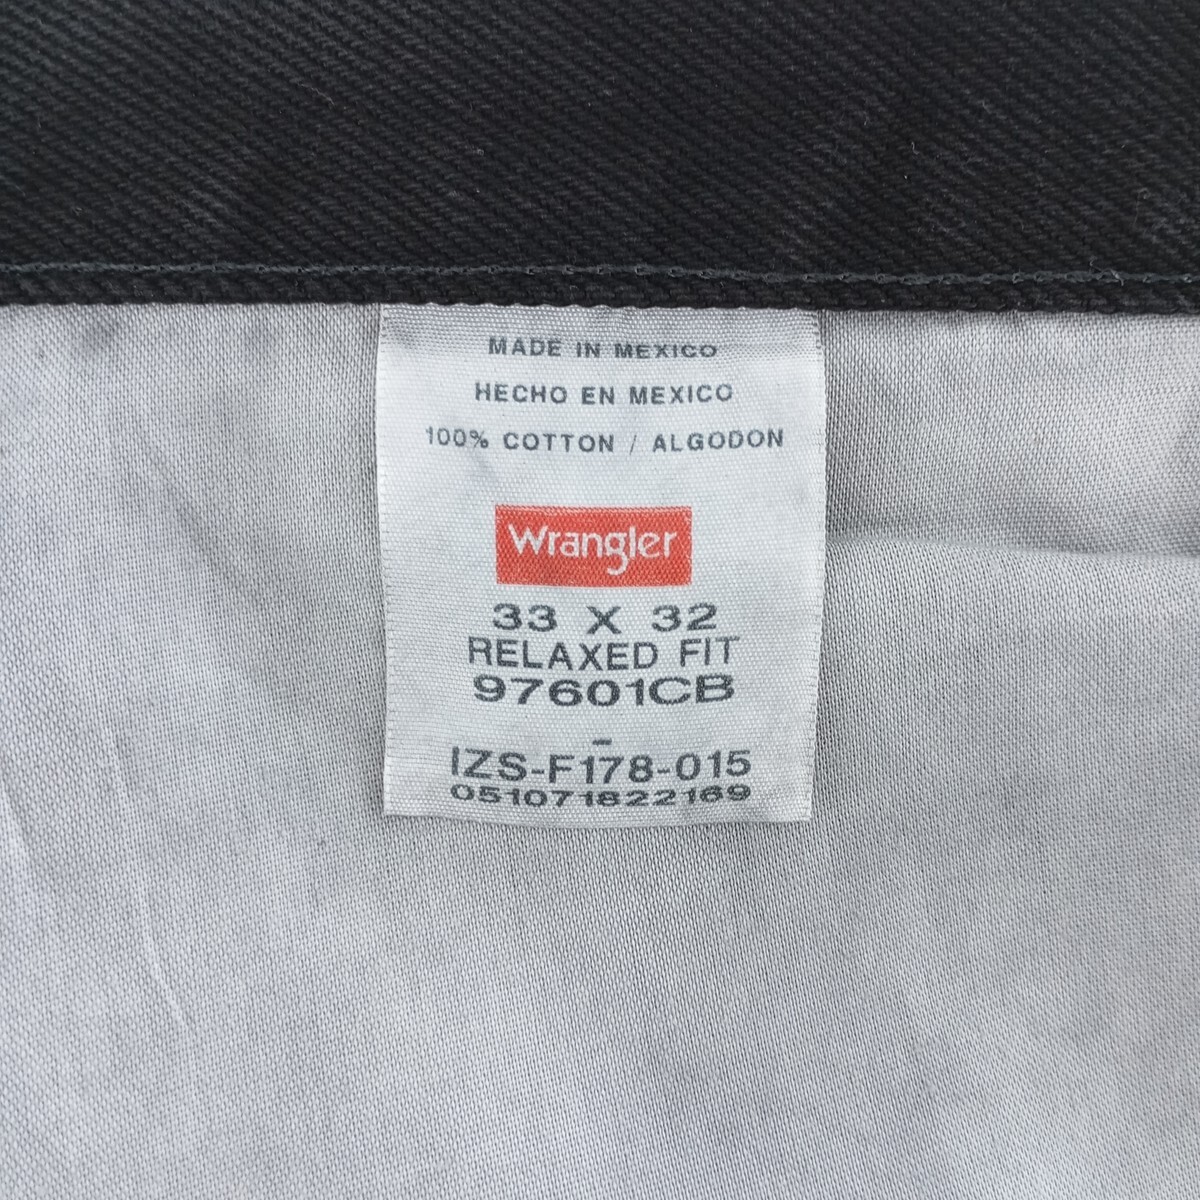 MADE IN MEXICO
HECHO EN MEXICO
100% COTTON / ALGODON
Wrangler
33 X 32
RELAXED FIT
97601CB
-
IZS-F178-015
051071822169